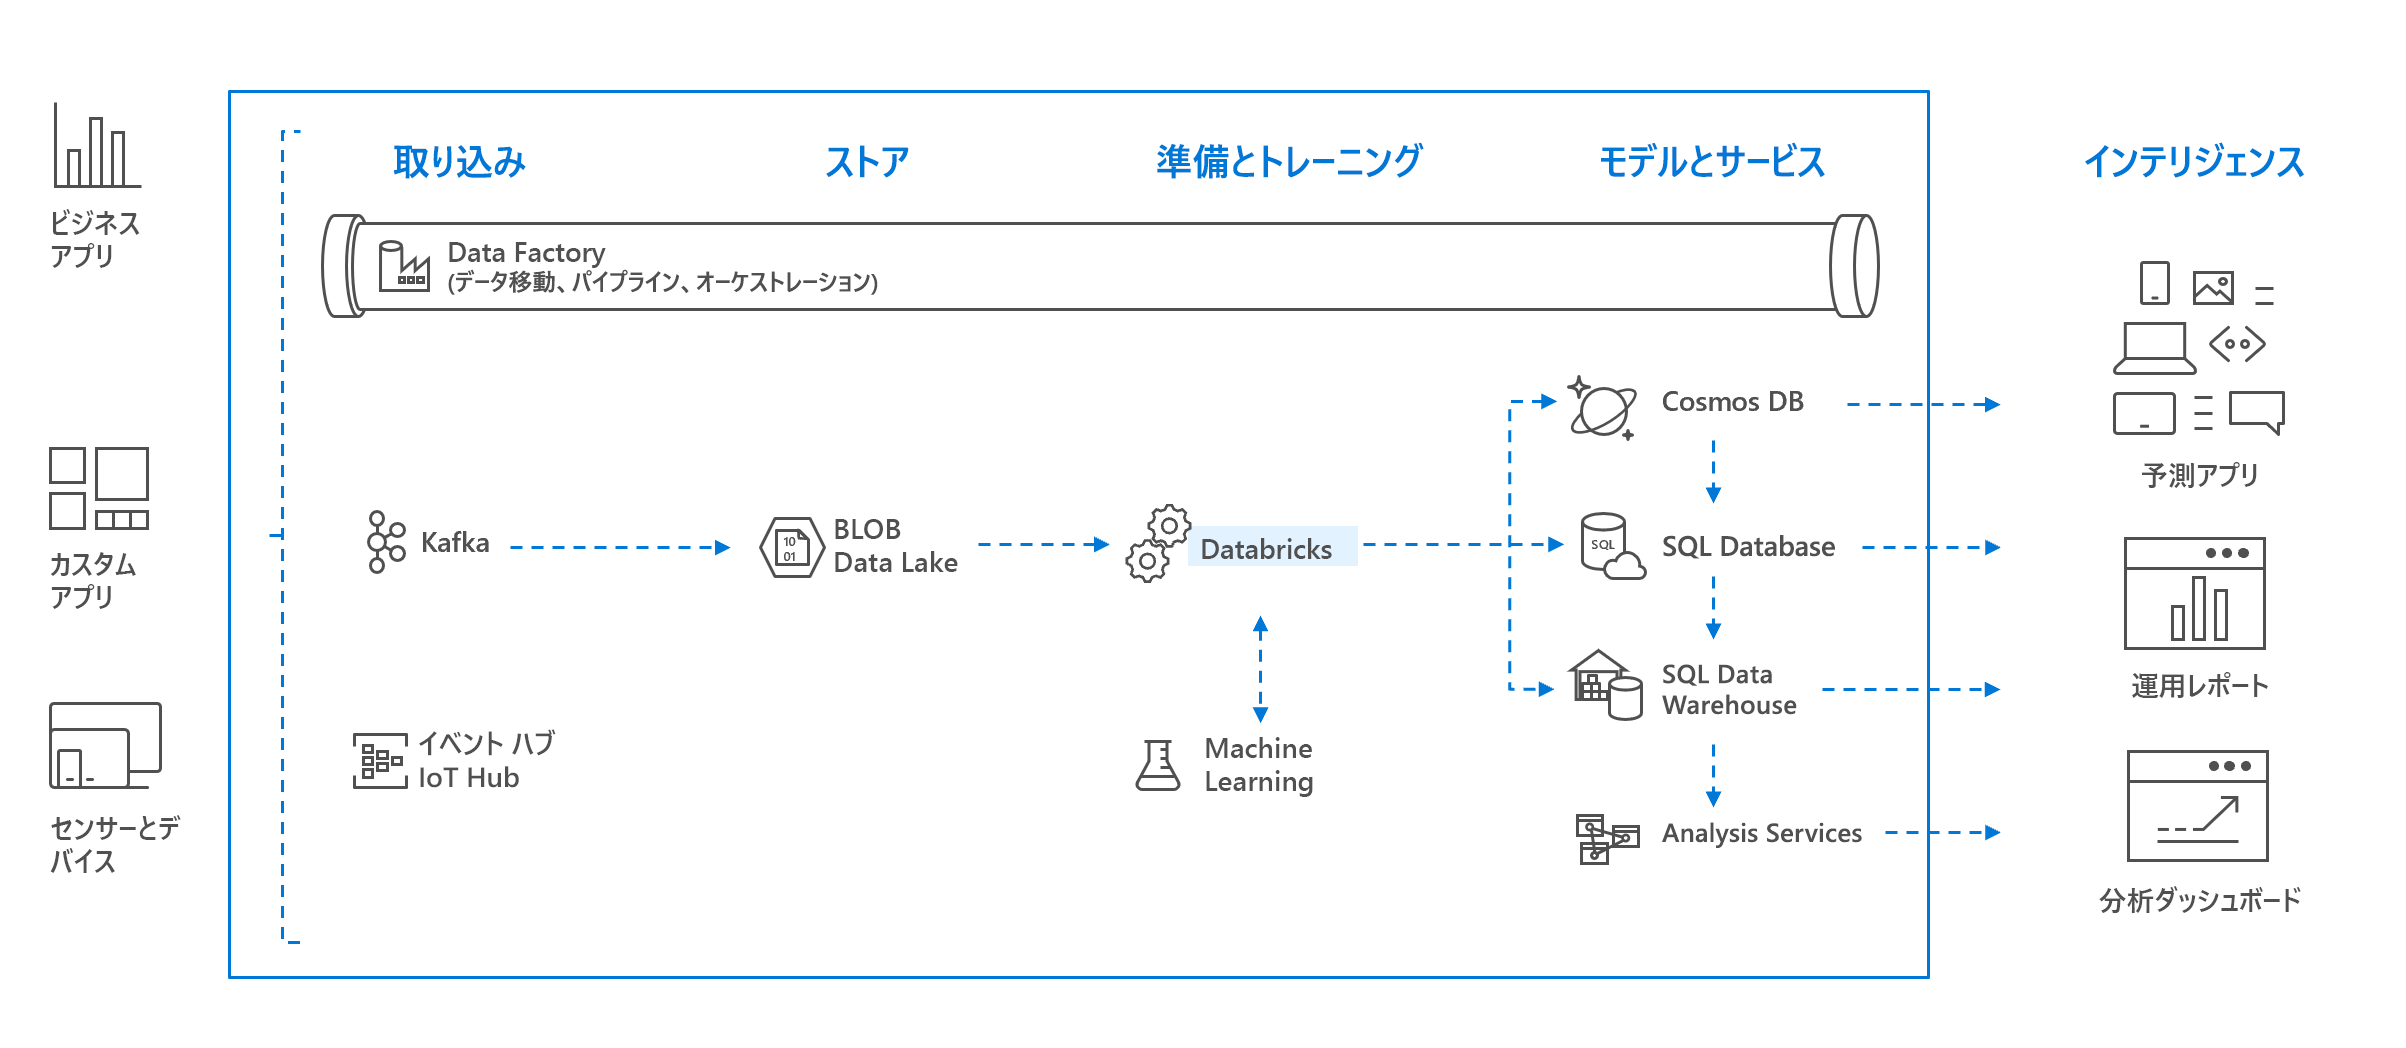 取り込み
ストア
準備とトレーニング
モデルとサービス
インテリジェンス
ビジネス
アプリ
カスタム
アプリ
センサーとデ
バイス
Data Factory
(データ移動、パイプライン、オーケストレーション)
Kafka
イベント ハブ
IoT Hub
10
01
BLOB
Data Lake
Databricks
Machine
Learning
Cosmos DB
SQL
SQL Database
SQL Data
Warehouse
Analysis Services
予測アプリ
運用レポート
分析ダッシュボード